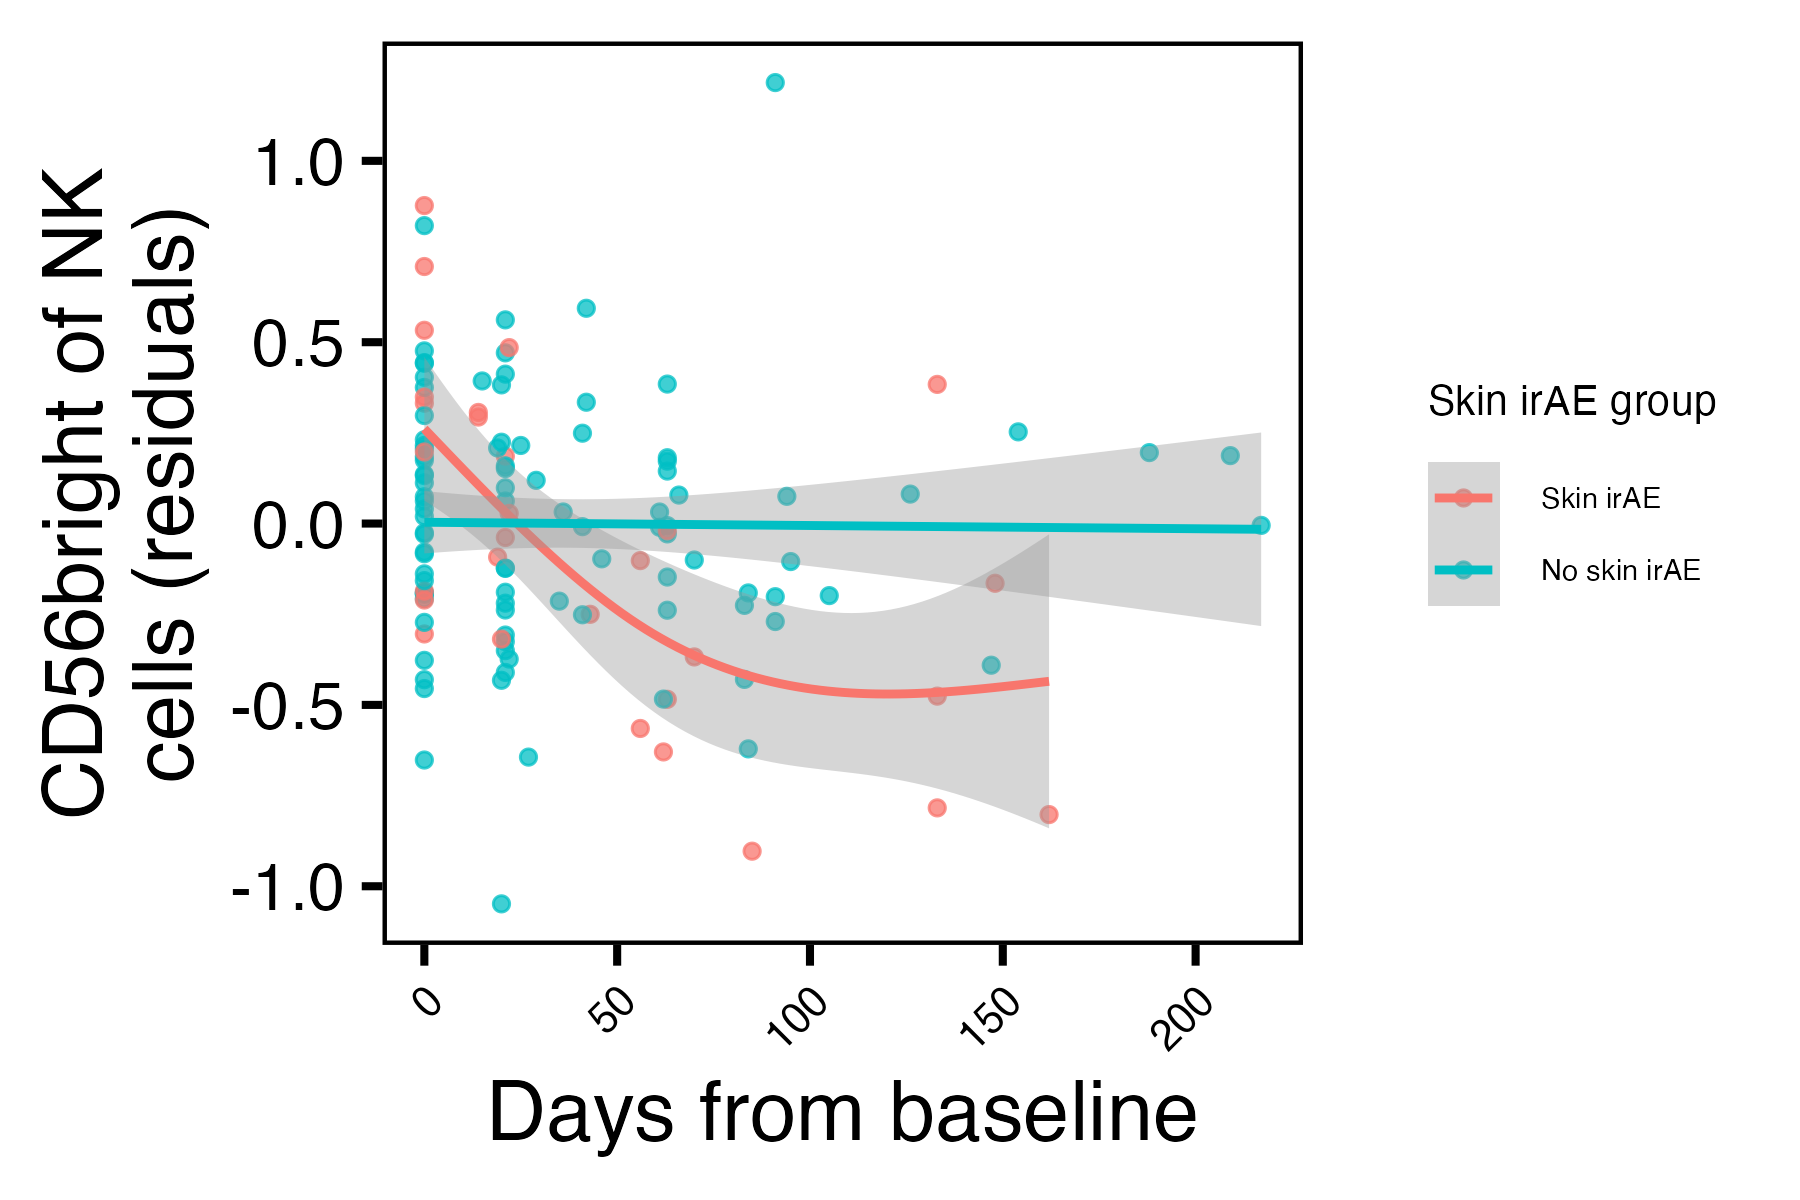 CD56bright of NK
cells (residuals)
1.0
0.5
0.0
-0.5
-1.0
0
50
100
150
200
Days from baseline
Skin irAE group
Skin irAE
No skin irAE